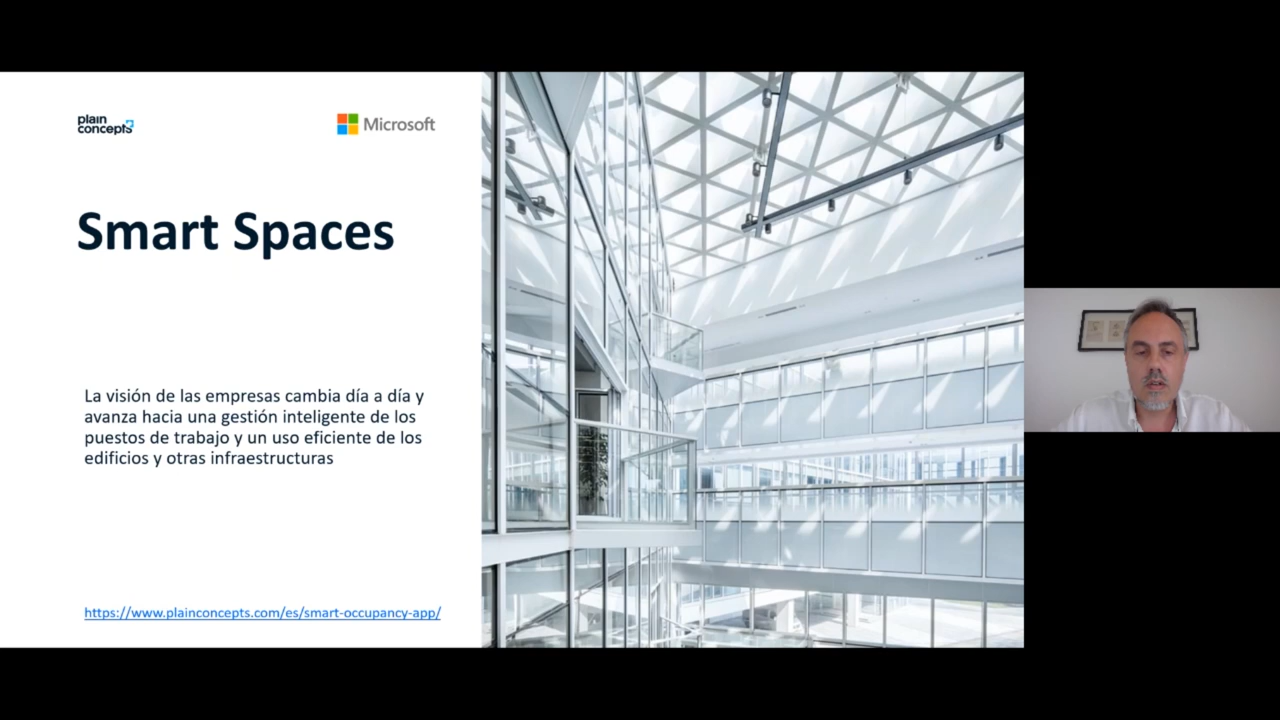 plain
concepts
Microsoft
Smart Spaces
La visión de las empresas cambia día a día y
avanza hacia una gestión inteligente de los
puestos de trabajo y un uso eficiente de los
edificios y otras infraestructuras
https://www.plainconcepts.com/es/smart-occupancy-app/